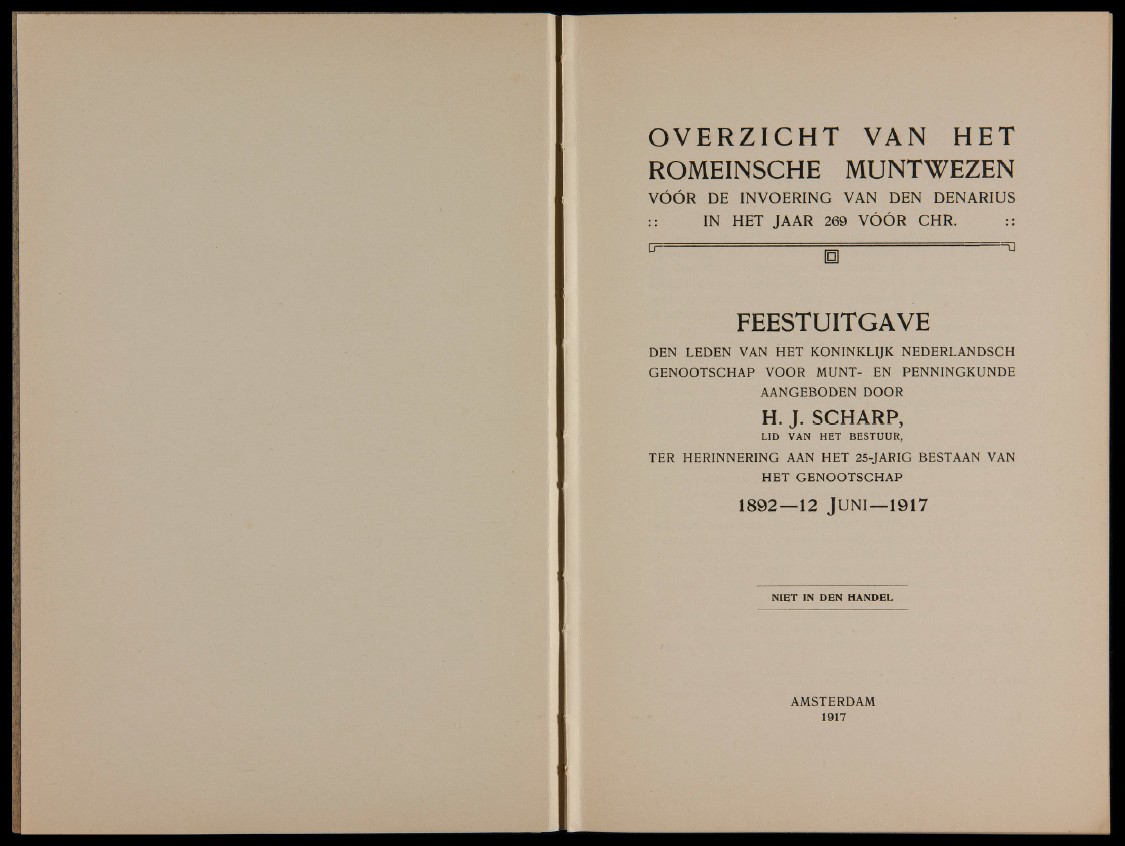 OVERZICHT VAN HET
ROMEINSCHE MUNTWEZEN
VÓÓR DE INVOERING VAN DEN DENARIUS
:: IN HET JAAR 269 VÓÓR CHR. ::
FEESTUITGAVE
DEN LEDEN VAN HET KONINKLIJK NEDERLANDSCH
GENOOTSCHAP VOOR MUNT- EN PENNINGKUNDE
AANGEBODEN DOOR
H. J. SCHARP,
LID VAN HET BESTUUR,
TER HERINNERING AAN HET 25-JARIG BESTAAN VAN
HET GENOOTSCHAP
1892—12 JUNI—1917
NIET IN DEN HANDEL
AMSTERDAM
1917